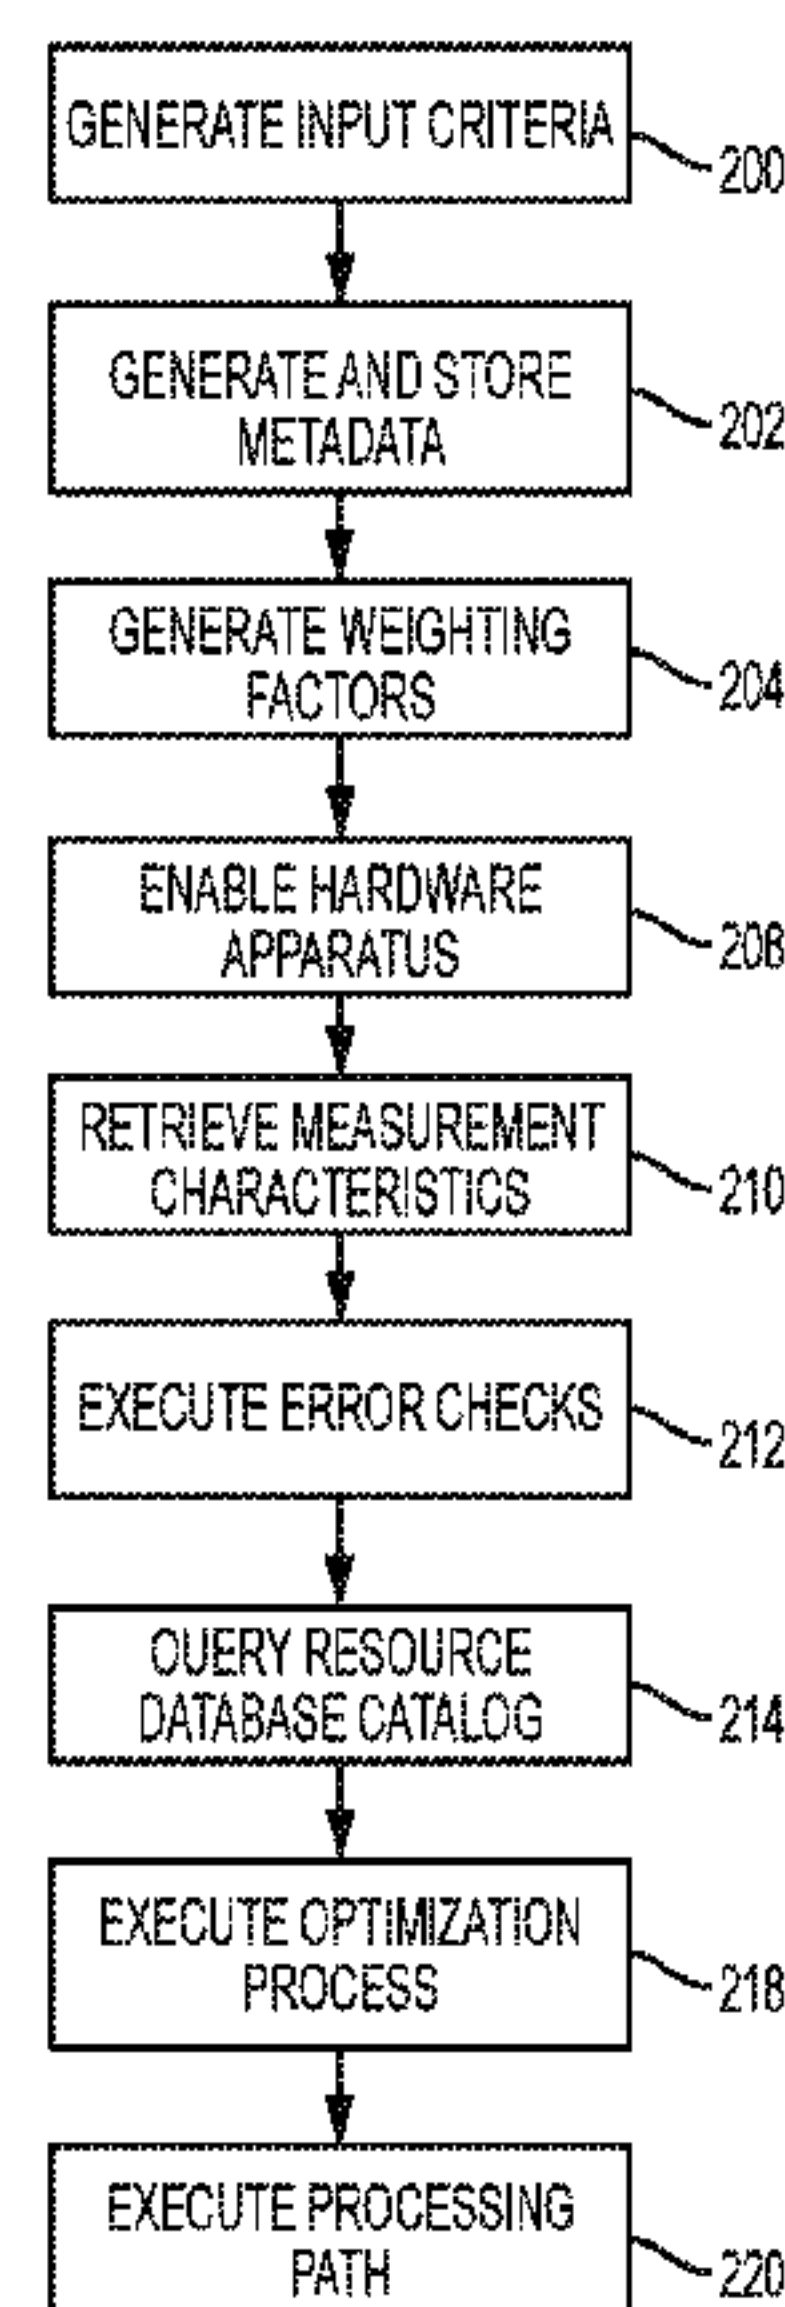 GENERATE INPUT CRITERIA
200
GENERATE AND STORE
METADATA
202
GENERATE WEIGHTING
FACTORS
204
ENABLE HARDWARE
APPARATUS
208
RETRIEVE MEASUREMENT
CHARACTERISTICS
210
EXECUTE ERROR CHECKS
212
QUERY RESOURCE
DATABASE CATALOG
214
EXECUTE OPTIMIZATION
PROCESS
218
EXECUTE PROCESSING
PATH
220